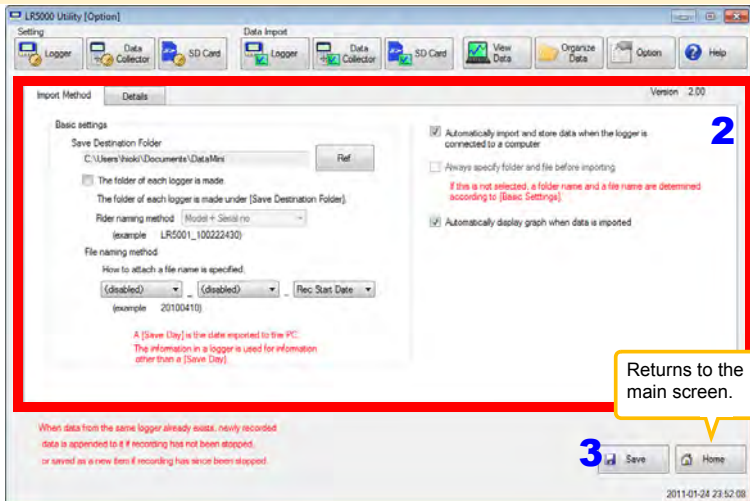 LR5000 Utility [Option]
Setting
Data Import
Logger
Data Collector
SD Card
Logger
Data Collector
SD Card
View Data
Organize Data
Option
Help
Import Method
Details
Version 2.00
2
Basic settings
Save Destination Folder
C:\Users\hioki\Documents\DataMini
Ref
The folder of each logger is made
The folder of each logger is made under [Save Destination Folder].
Flder naming method
Model + Serial no
(example LR5001_100222430)
File naming method
How to attach a file name is specified.
(disabled) _ (disabled) _ Rec Start Date
(example 20100410)
A [Save Day] is the date imported to the PC.
The information in a logger is used for information
other than a [Save Day].
Automatically import and store data when the logger is
connected to a computer
Always specify folder and file before importing
If this is not selected, a folder name and a file name are determined
according to [Basic Settings].
Automatically display graph when data is imported
Returns to the
main screen.
When data from the same logger already exists, newly recorded
data is appended to it if recording has not been stopped.
or saved as a new item if recording has since been stopped.
3
Save
Home
2011-01-24 23:52:08